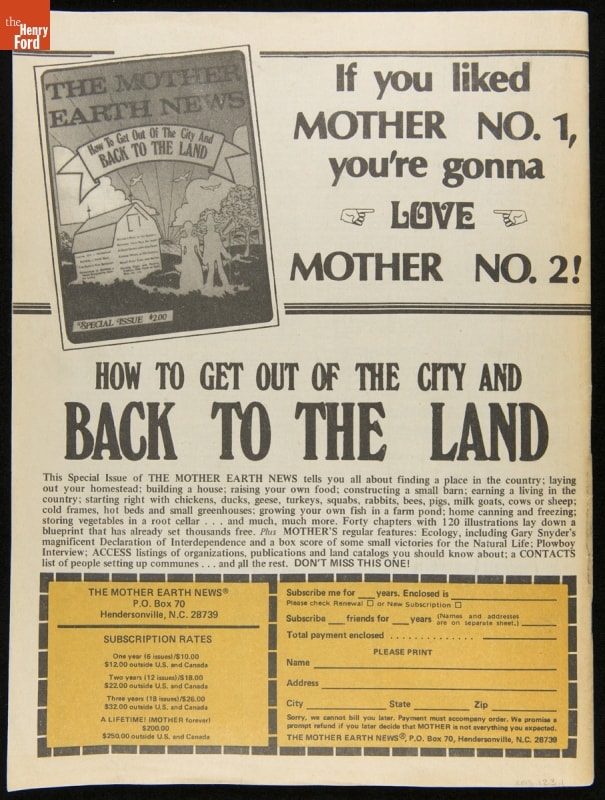 the
Henry
Ford
THE MOTHER
EARTH NEWS
How To Get Out Of The City And
BACK TO THE LAND
SPECIAL ISSUE $2.00
If you liked
MOTHER NO. 1,
you're gonna
LOVE
MOTHER NO. 2!
HOW TO GET OUT OF THE CITY AND
BACK TO THE LAND
This Special Issue of THE MOTHER EARTH NEWS tells you all about finding a place in the country; laying
out your homestead; building a house; raising your own food; constructing a small barn; earning a living in the
country; starting right with chickens, ducks, geese, turkeys, squabs, rabbits, bees, pigs, milk goats, cows or sheep;
cold frames, hot beds and small greenhouses; growing your own fish in a farm pond; home canning and freezing;
storing vegetables in a root cellar . . . and much, much more. Forty chapters with 120 illustrations lay down a
blueprint that has already set thousands free. Plus MOTHER'S regular features: Ecology, including Gary Snyder's
magnificent Declaration of Interdependence and a box score of some small victories for the Natural Life; Plowboy
Interview; ACCESS listings of organizations, publications and land catalogs you should know about; a CONTACTS
list of people setting up communes . . . and all the rest. DON'T MISS THIS ONE!
THE MOTHER EARTH NEWS®
P.O. Box 70
Hendersonville, N.C. 28739
SUBSCRIPTION RATES
One year (6 issues)/$10.00
$12.00 outside U.S. and Canada
Two years (12 issues)/$18.00
$22.00 outside U.S. and Canada
Three years (18 issues)/$26.00
$32.00 outside U.S. and Canada
A LIFETIME! (MOTHER forever)
$200.00
$250.00 outside U.S. and Canada
Subscribe me for ___ years. Enclosed is ___
Please check Renewal □ or New Subscription □
Subscribe ___ friends for ___ years (Names and addresses
are on separate sheet.) ___
Total payment enclosed . . . . . . . . . . . . . . ___
PLEASE PRINT
Name ___
Address ___
City ___ State ___ Zip ___
Sorry, we cannot bill you later. Payment must accompany order. We promise a
prompt refund if you later decide that MOTHER is not everything you expected.
THE MOTHER EARTH NEWS®, P.O. Box 70, Hendersonville, N.C. 28739